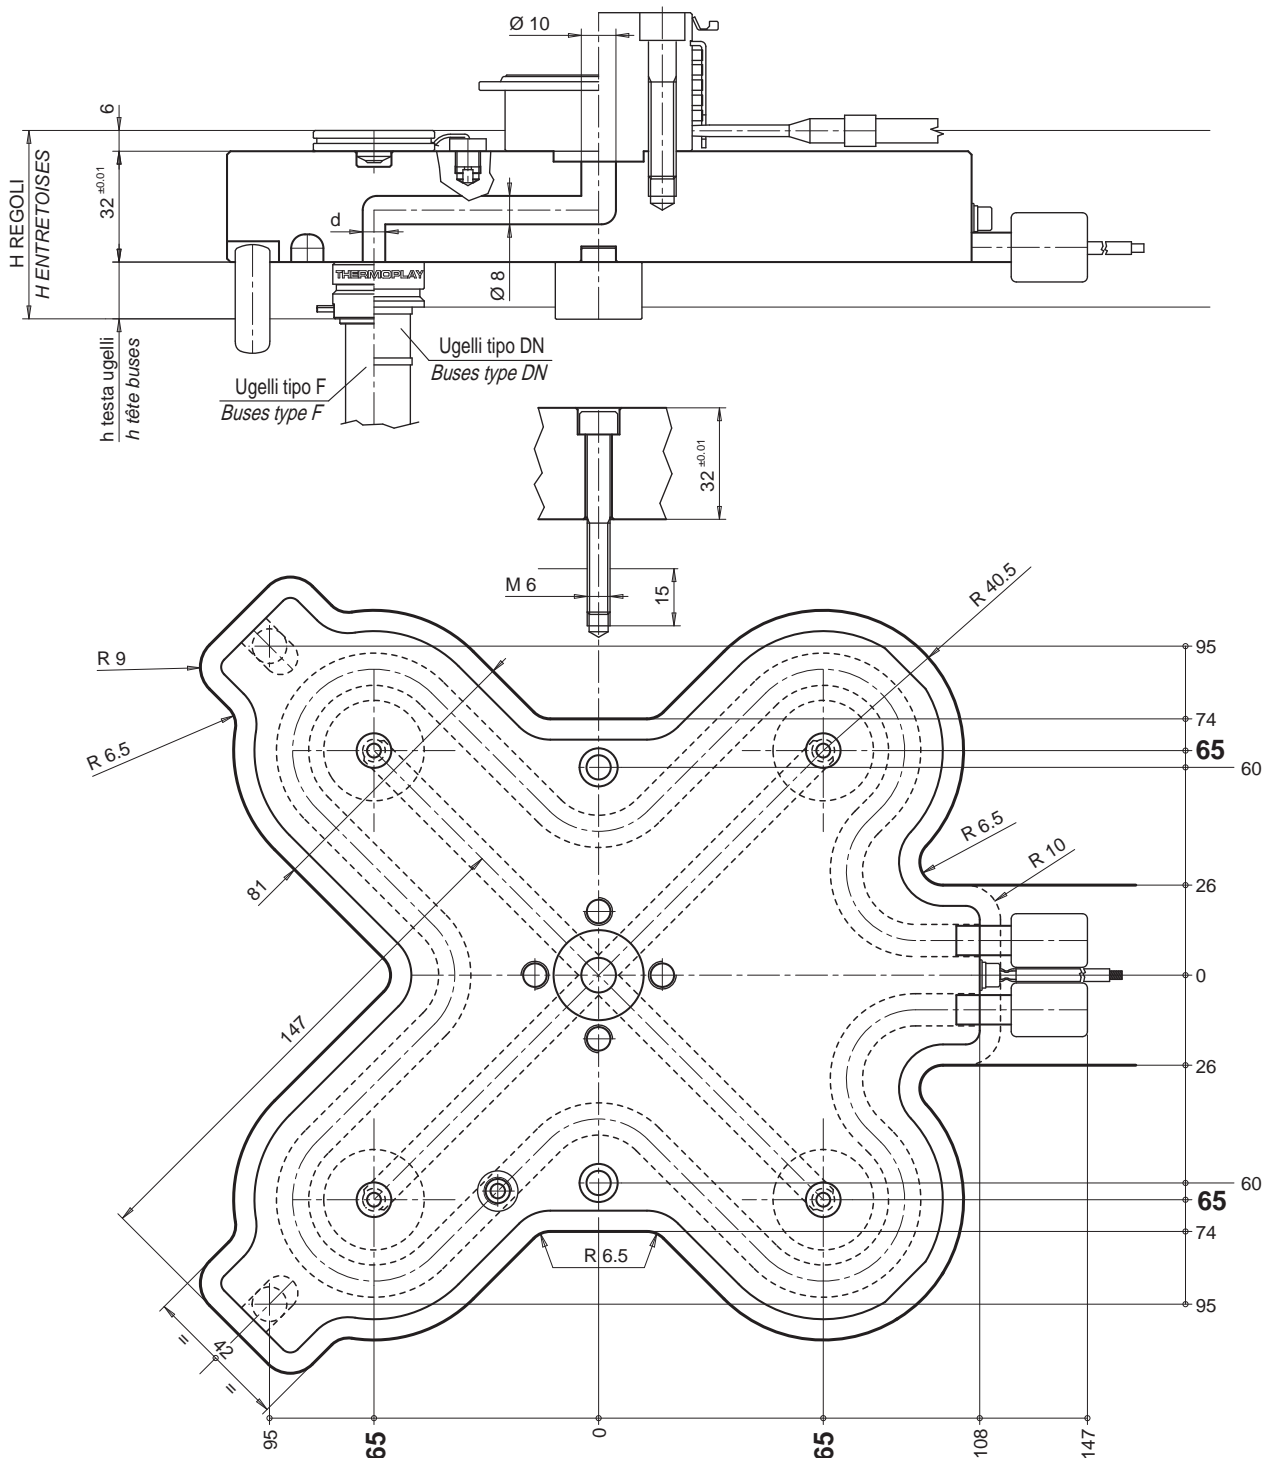 Ø 10
6
H REGOLI
H ENTRETOISES
32 ±0.01
d
THERMOPLAY
Ø 8
h testa ugelli
h tête buses
Ugelli tipo DN
Buses type DN
Ugelli tipo F
Buses type F
32 ±0.01
M 6
15
R 40.5
R 9
95
R 6.5
74
65
60
R 6.5
R 10
81
26
147
0
26
60
65
R 6.5
74
95
=
42
=
95
65
0
65
108
147